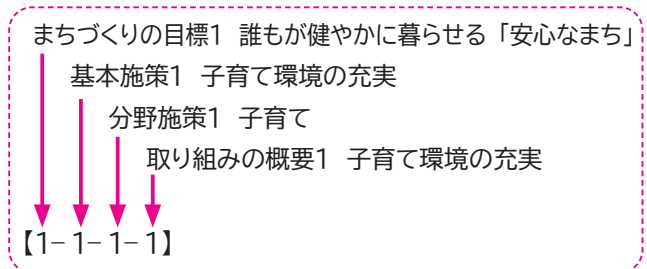 まちづくりの目標1 誰もが健やかに暮らせる「安心なまち」
基本施策1 子育て環境の充実
分野施策1 子育て
取り組みの概要1 子育て環境の充実
【1−1−1−1】